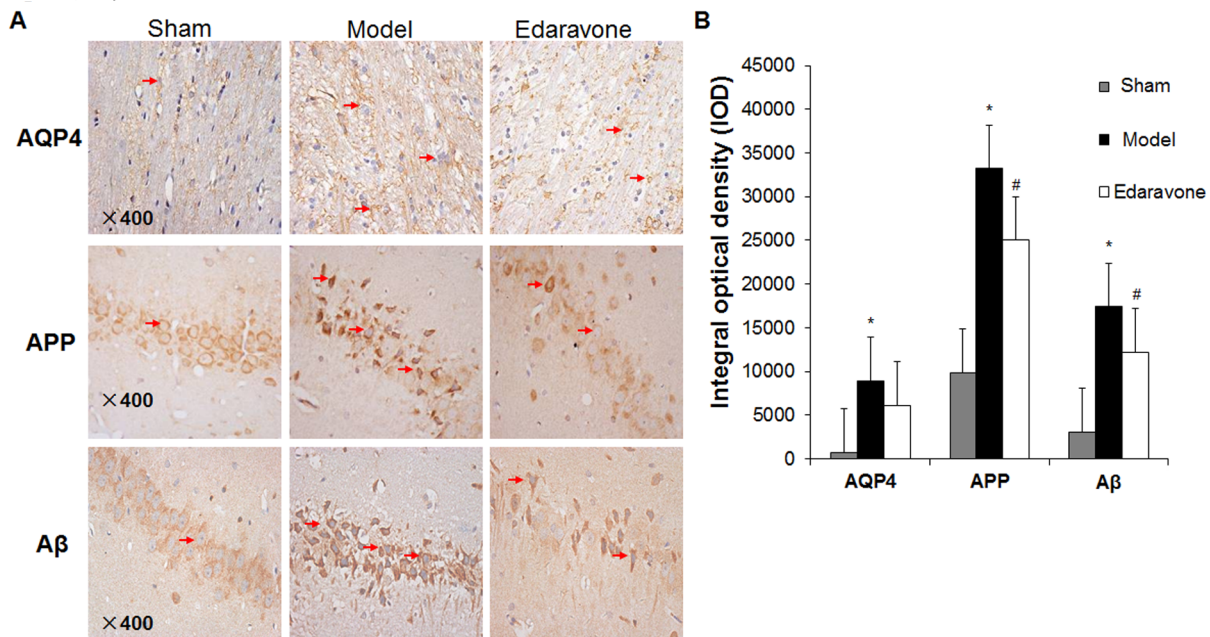 A
Sham Model Edaravone
AQP4
×400
APP
×400
Aβ
×400
B
Integral optical density (IOD)
45000
40000
35000
30000
25000
20000
15000
10000
5000
0
* * # * #
AQP4 APP Aβ
Sham
Model
Edaravone